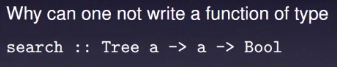 Why can one not write a function of type
search :: Tree a -> a -> Bool